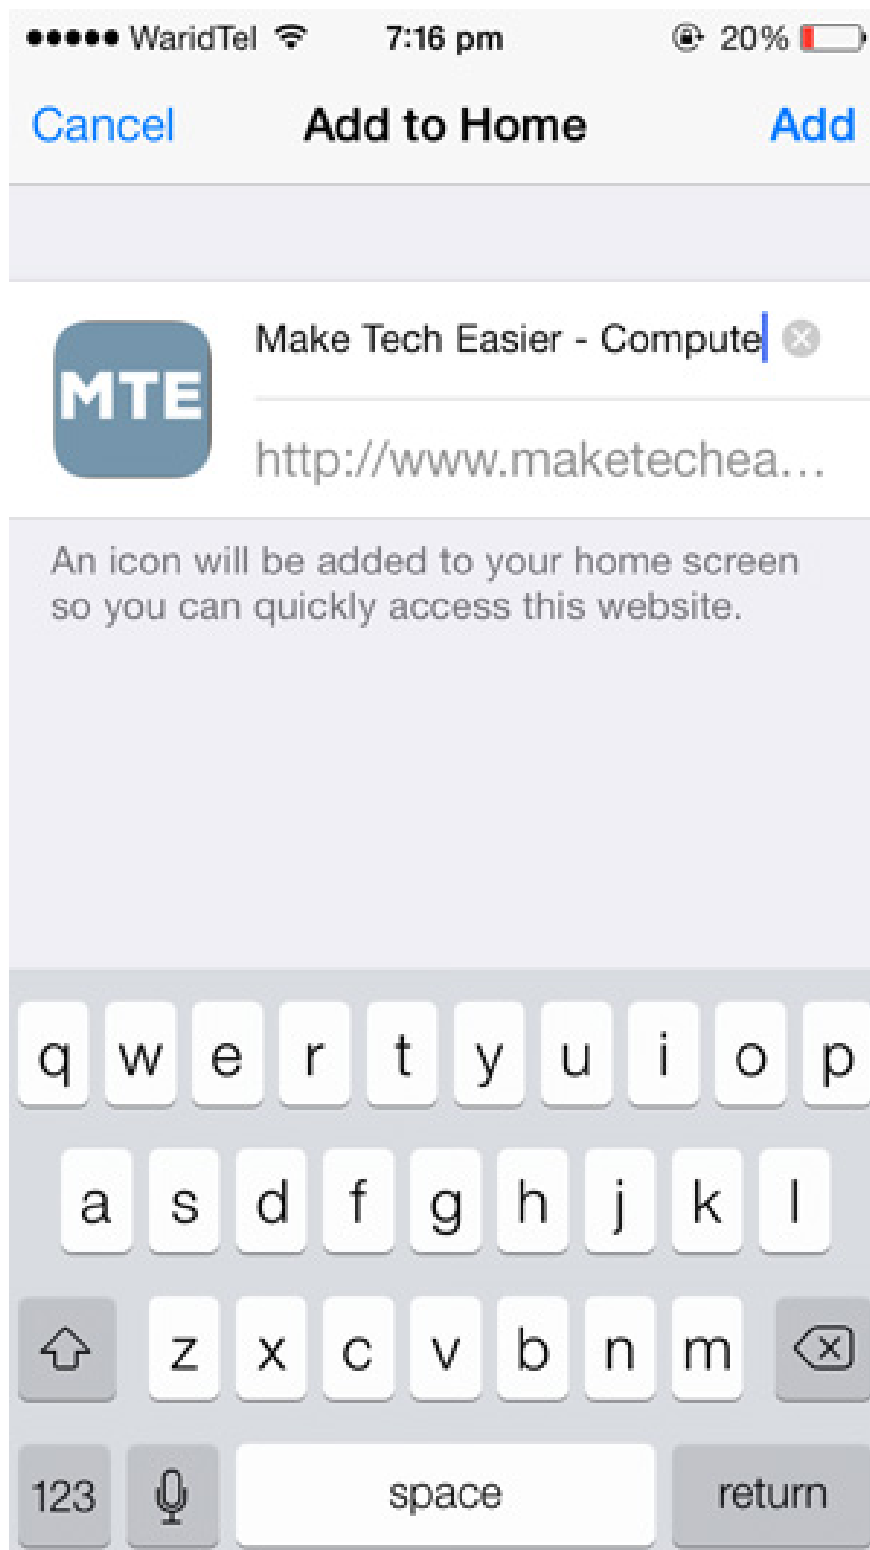 WaridTel 7:16 pm 20%
Cancel Add to Home Add
MTE
Make Tech Easier - Compute
http://www.maketechea...
An icon will be added to your home screen
so you can quickly access this website.
q w e r t y u i o p
a s d f g h j k l
z x c v b n m
123 space return